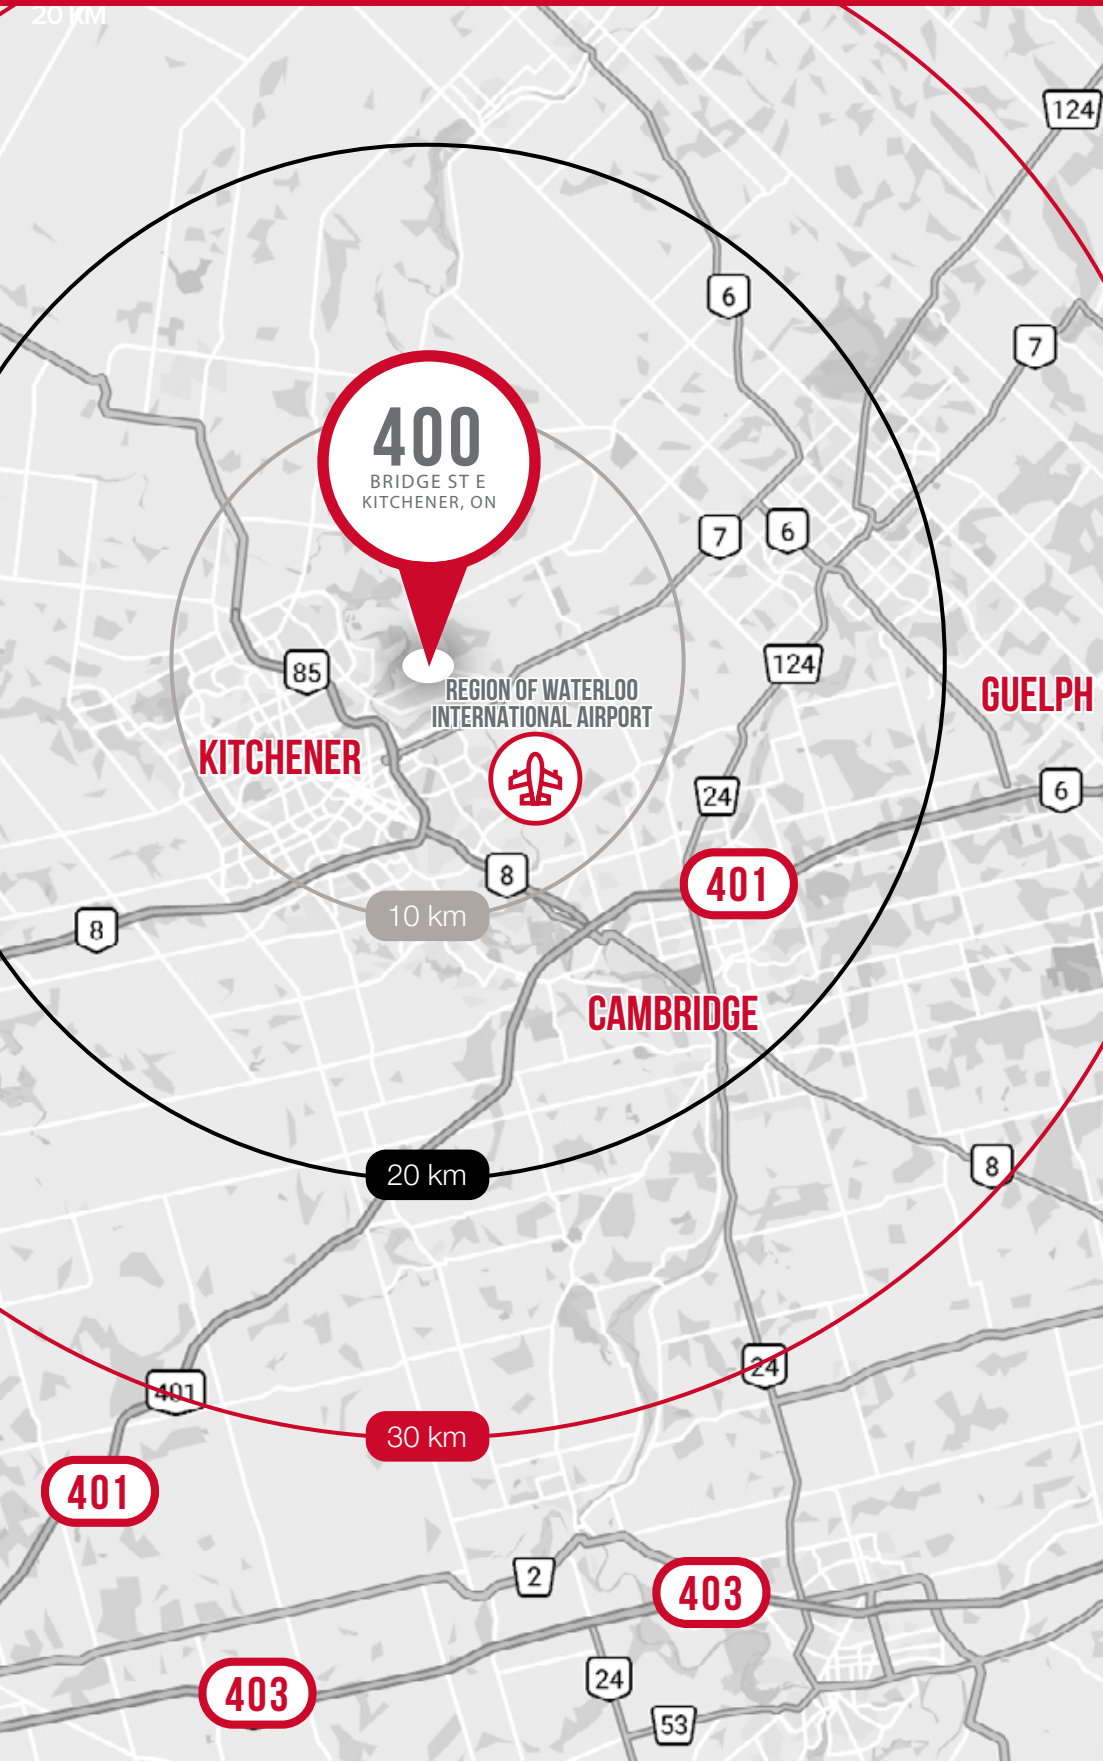 20 KM
124
6
7
400
BRIDGE ST E
KITCHENER, ON
7
6
85
124
REGION OF WATERLOO
INTERNATIONAL AIRPORT
GUELPH
KITCHENER
24
6
8
401
10 km
8
CAMBRIDGE
20 km
8
24
401
30 km
401
2
403
24
403
53